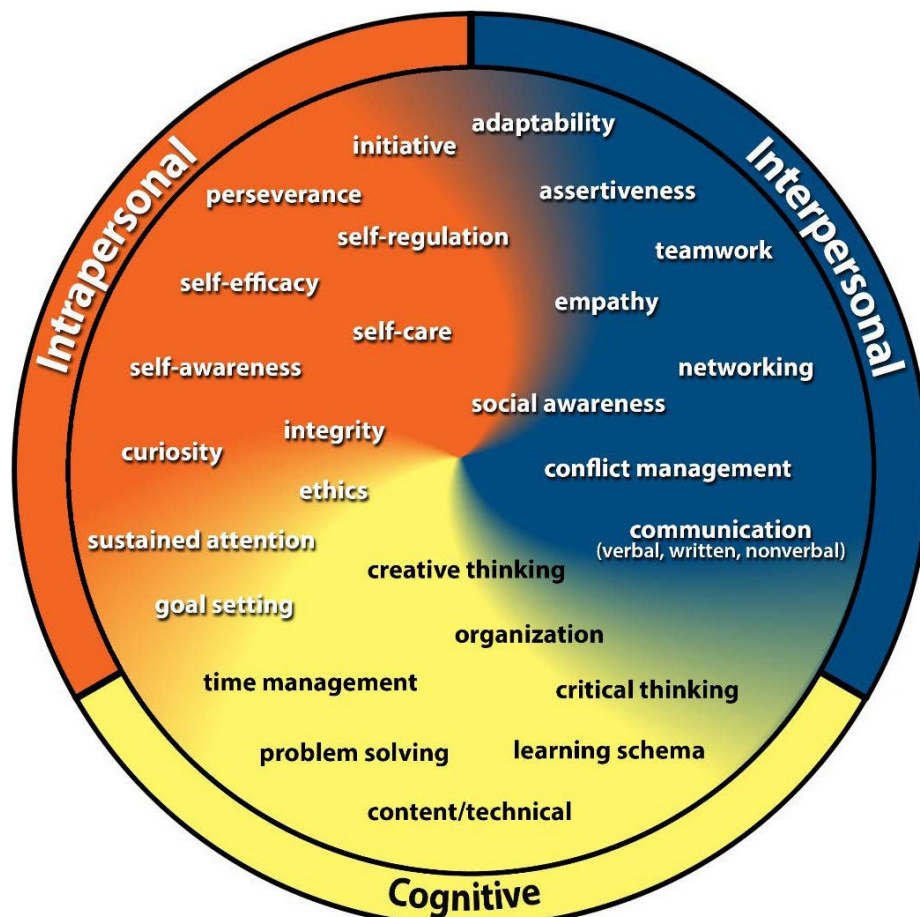 Intrapersonal
Interpersonal
adaptability
initiative
assertiveness
perseverance
self-regulation
teamwork
self-efficacy
empathy
self-care
self-awareness
networking
social awareness
integrity
curiosity
conflict management
ethics
communication
(verbal, written, nonverbal)
sustained attention
creative thinking
goal setting
organization
time management
critical thinking
problem solving
learning schema
content/technical
Cognitive